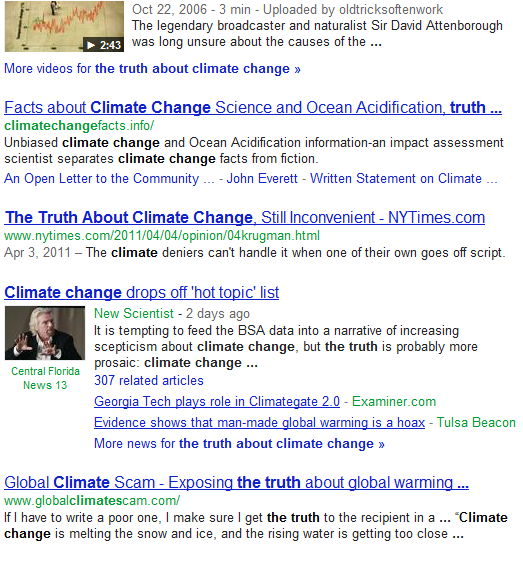 Oct 22, 2006 - 3 min - Uploaded by oldtricksoftenwork
The legendary broadcaster and naturalist Sir David Attenborough
was long unsure about the causes of the ...
▶ 2:43
More videos for the truth about climate change »
Facts about Climate Change Science and Ocean Acidification, truth ...
climatechangefacts.info/
Unbiased climate change and Ocean Acidification information-an impact assessment
scientist separates climate change facts from fiction.
An Open Letter to the Community ... - John Everett - Written Statement on Climate ...
The Truth About Climate Change, Still Inconvenient - NYTimes.com
www.nytimes.com/2011/04/04/opinion/04krugman.html
Apr 3, 2011 – The climate deniers can't handle it when one of their own goes off script.
Climate change drops off 'hot topic' list
New Scientist - 2 days ago
It is tempting to feed the BSA data into a narrative of increasing
scepticism about climate change, but the truth is probably more
prosaic: climate change ...
Central Florida
News 13
307 related articles
Georgia Tech plays role in Climategate 2.0 - Examiner.com
Evidence shows that man-made global warming is a hoax - Tulsa Beacon
More news for the truth about climate change »
Global Climate Scam - Exposing the truth about global warming ...
www.globalclimatescam.com/
If I have to write a poor one, I make sure I get the truth to the recipient in a ... “Climate
change is melting the snow and ice, and the rising water is getting too close ...